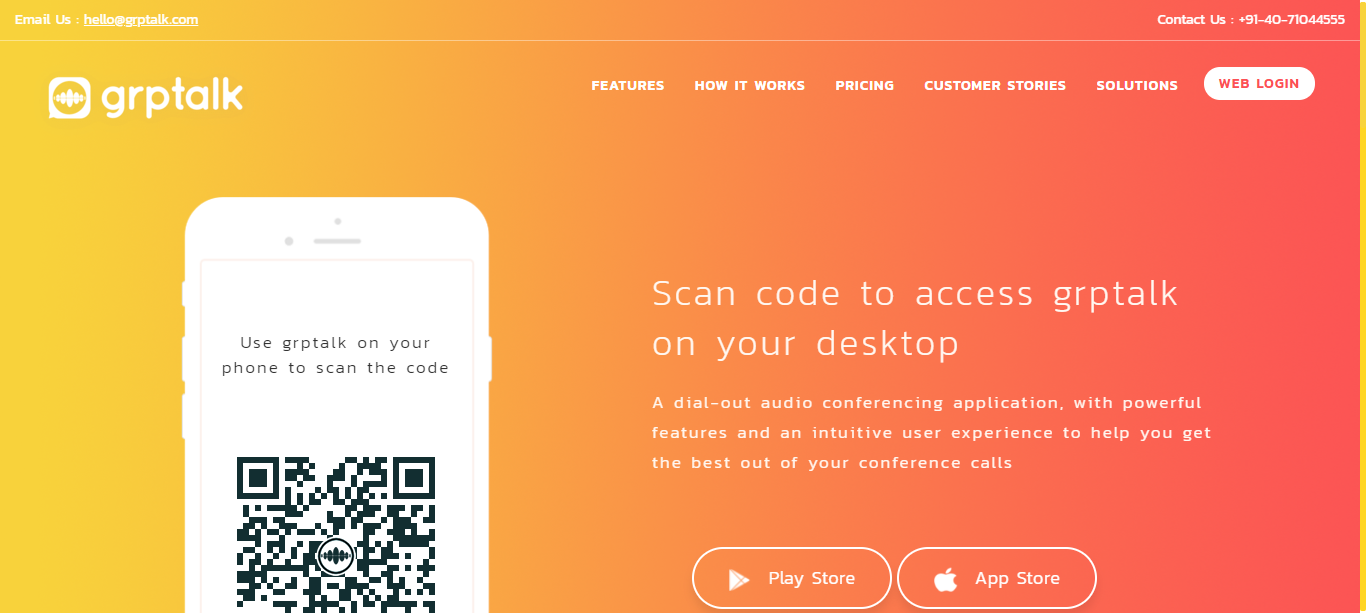 Email Us : hello@grptalk.com
Contact Us : +91-40-71044555
grptalk
FEATURES
HOW IT WORKS
PRICING
CUSTOMER STORIES
SOLUTIONS
WEB LOGIN
Use grptalk on your
phone to scan the code
Scan code to access grptalk
on your desktop
A dial-out audio conferencing application, with powerful
features and an intuitive user experience to help you get
the best out of your conference calls
Play Store
App Store